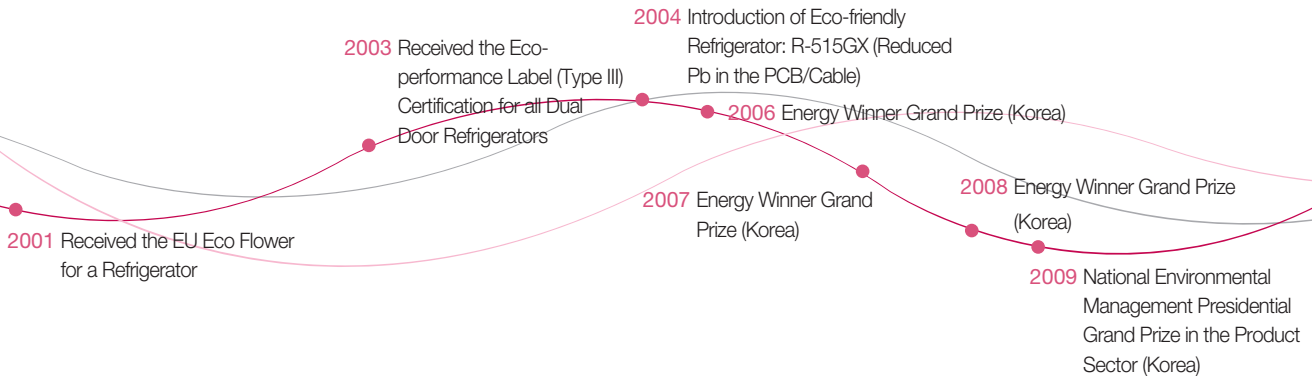 2001 Received the EU Eco Flower
for a Refrigerator
2003 Received the Eco-
performance Label (Type III)
Certification for all Dual
Door Refrigerators
2004 Introduction of Eco-friendly
Refrigerator: R-515GX (Reduced
Pb in the PCB/Cable)
2006 Energy Winner Grand Prize (Korea)
2007 Energy Winner Grand
Prize (Korea)
2008 Energy Winner Grand Prize
(Korea)
2009 National Environmental
Management Presidential
Grand Prize in the Product
Sector (Korea)